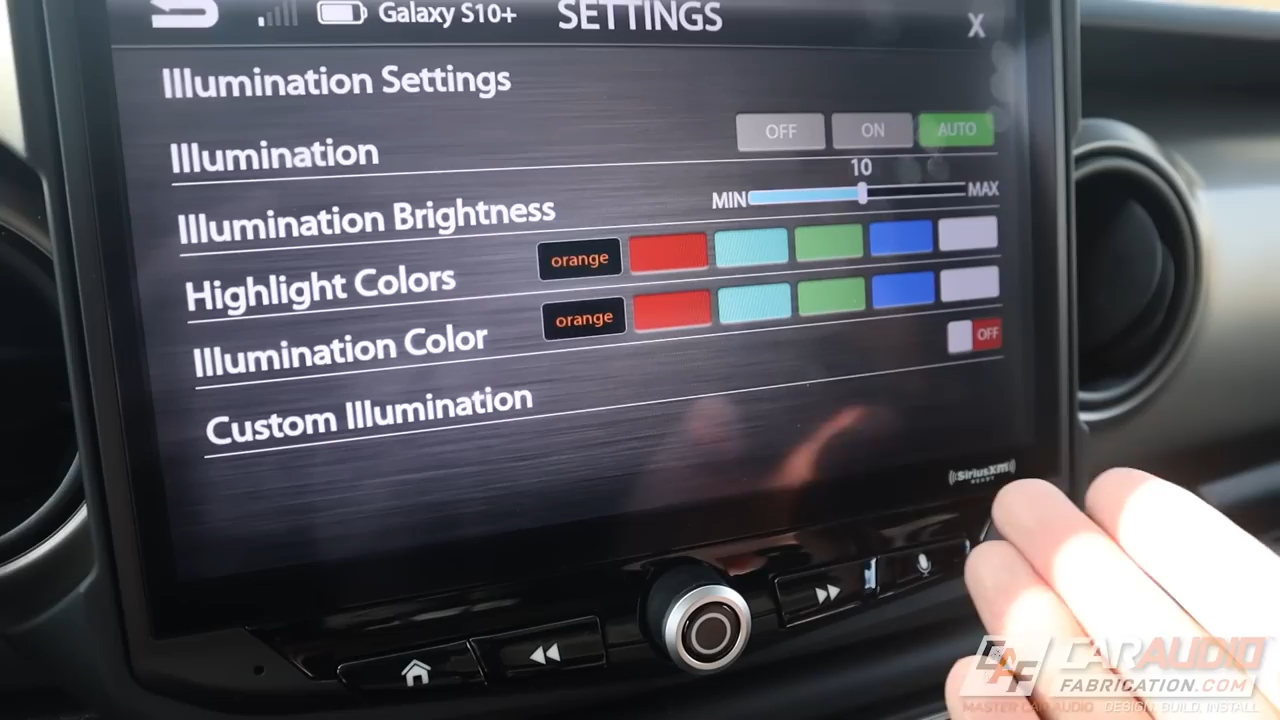 Galaxy S10+ SETTINGS X
Illumination Settings
Illumination OFF ON AUTO
10
Illumination Brightness MIN MAX
Highlight Colors orange
Illumination Color orange
Custom Illumination OFF
((SiriusXM))
READY
CAF CARAUDIO
FABRICATION.COM
MASTER CAR AUDIO DESIGN, BUILD, INSTALL